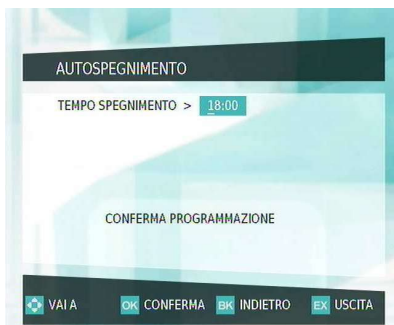 AUTOSPEGNIMENTO
TEMPO SPEGNIMENTO > 18:00
CONFERMA PROGRAMMAZIONE
VAI A OK CONFERMA BK INDIETRO EX USCITA